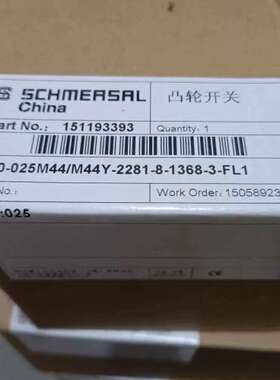 SCHMERSAL 凸轮开关
China
art No.: 151193393 Quantity: 1
0-025M44/M44Y-2281-8-1368-3-FL1
Work Order: 15058923
:025
CE